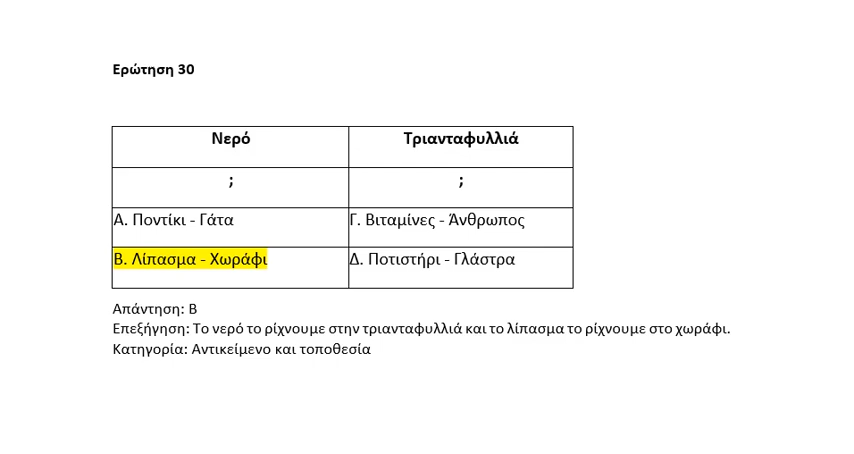 Ερώτηση 30
Νερό Τριανταφυλλιά
; ;
Α. Ποντίκι - Γάτα Γ. Βιταμίνες - Άνθρωπος
Β. Λίπασμα - Χωράφι Δ. Ποτιστήρι - Γλάστρα
Απάντηση: Β
Επεξήγηση: Το νερό το ρίχνουμε στην τριανταφυλλιά και το λίπασμα το ρίχνουμε στο χωράφι.
Κατηγορία: Αντικείμενο και τοποθεσία